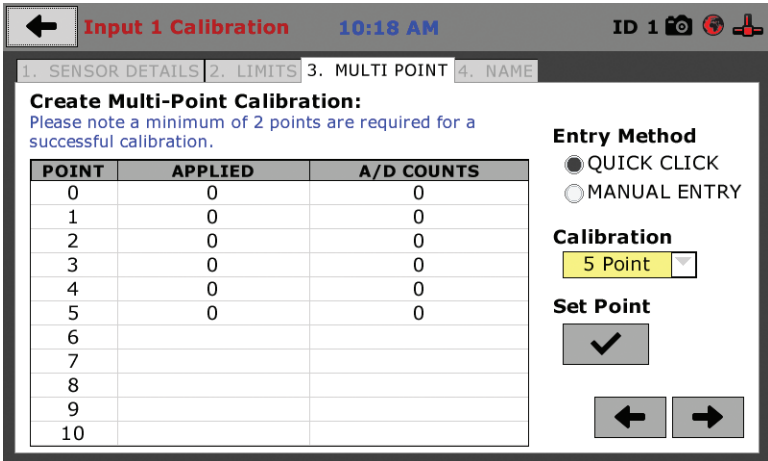 Input 1 Calibration 10:18 AM ID 1
1. SENSOR DETAILS 2. LIMITS 3. MULTI POINT 4. NAME
Create Multi-Point Calibration:
Please note a minimum of 2 points are required for a
successful calibration.
POINT APPLIED A/D COUNTS
0 0 0
1 0 0
2 0 0
3 0 0
4 0 0
5 0 0
6
7
8
9
10
Entry Method
QUICK CLICK
MANUAL ENTRY
Calibration
5 Point
Set Point